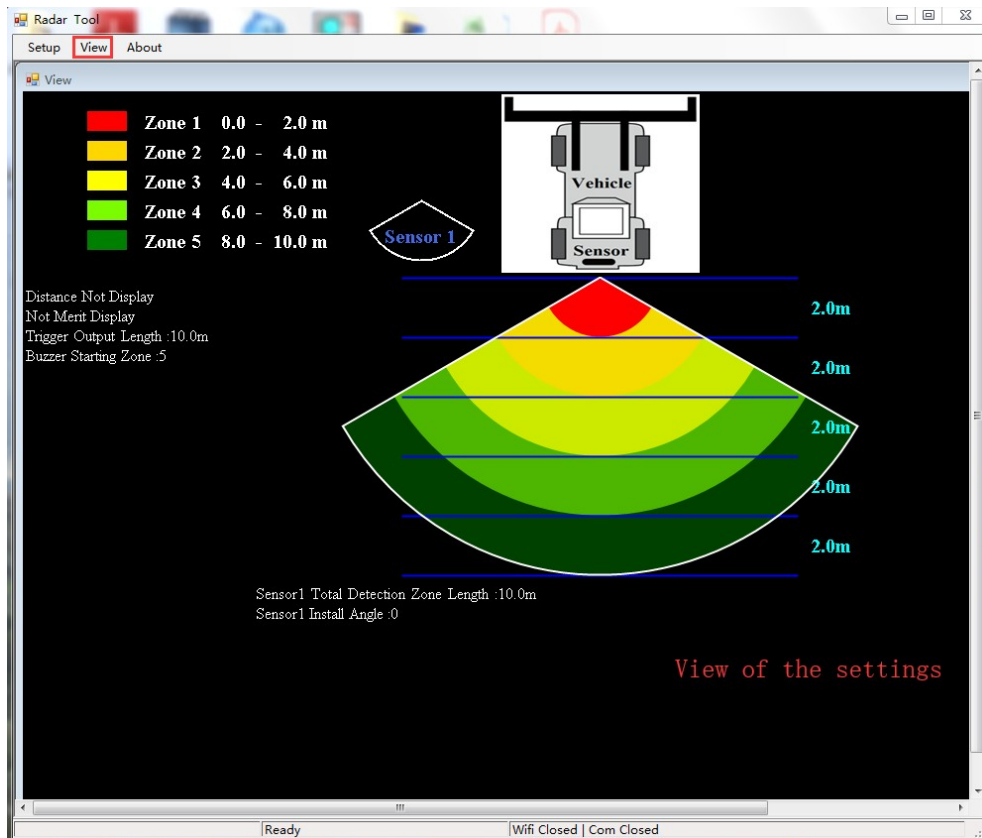 Radar Tool
Setup View About
View
Zone 1 0.0 - 2.0 m
Zone 2 2.0 - 4.0 m
Zone 3 4.0 - 6.0 m
Zone 4 6.0 - 8.0 m
Zone 5 8.0 - 10.0 m
Sensor 1
Vehicle
Sensor
Distance Not Display
Not Merit Display
Trigger Output Length :10.0m
Buzzer Starting Zone :5
2.0m
2.0m
2.0m
2.0m
2.0m
Sensor1 Total Detection Zone Length :10.0m
Sensor1 Install Angle :0
View of the settings
Ready
Wifi Closed | Com Closed